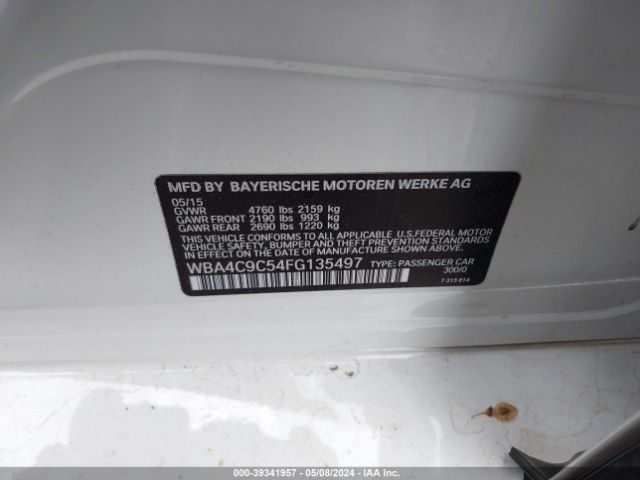 MFD BY BAYERISCHE MOTOREN WERKE AG
05/15
GVWR 4760 lbs 2159 kg
GAWR FRONT 2190 lbs 993 kg
GAWR REAR 2690 lbs 1220 kg
THIS VEHICLE CONFORMS TO ALL APPLICABLE U.S.FEDERAL MOTOR
VEHICLE SAFETY, BUMPER, AND THEFT PREVENTION STANDARDS
IN EFFECT ON THE DATE OF MANUFACTURE SHOWN ABOVE.
WBA4C9C54FG135497 TYPE: PASSENGER CAR
300/0
7 315 814
000-39341957 - 05/08/2024 - IAA Inc.